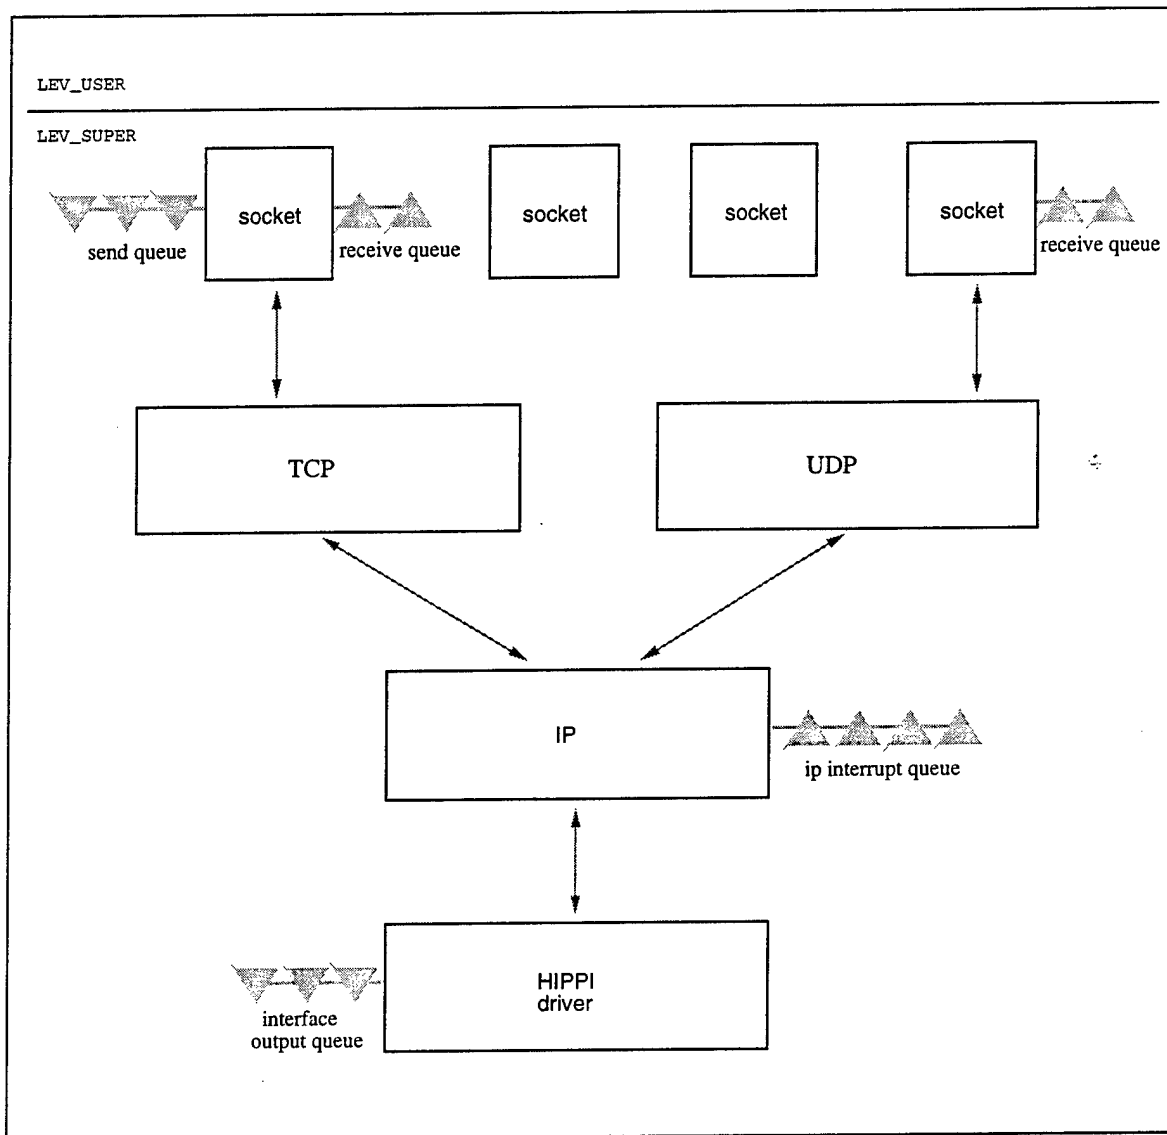 LEV_USER
LEV_SUPER
socket
socket
socket
socket
send queue
receive queue
receive queue
TCP
UDP
IP
ip interrupt queue
HIPPI
driver
interface
output queue